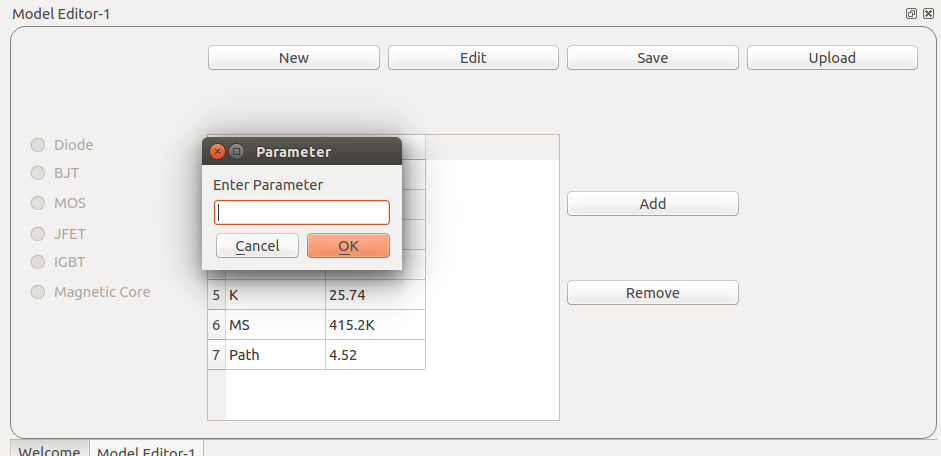 Model Editor-1
New Edit Save Upload
Diode
BJT
MOS
JFET
IGBT
Magnetic Core
Parameter
Enter Parameter
Cancel OK
5 K 25.74
6 MS 415.2K
7 Path 4.52
Add
Remove
Welcome Model Editor-1